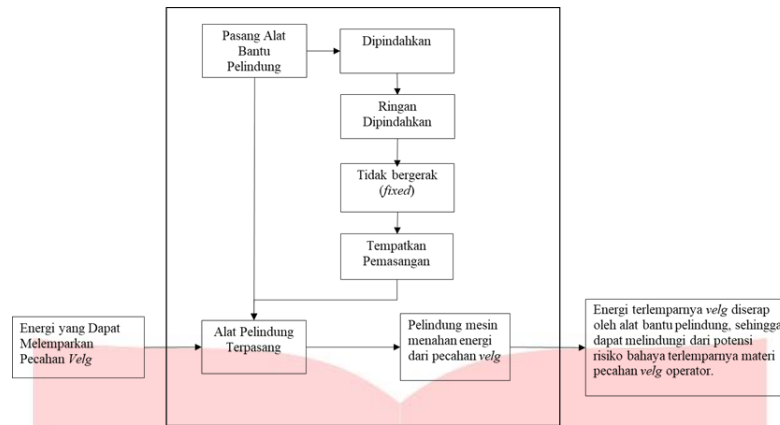 Pasang Alat
Bantu
Pelindung
Dipindahkan
Ringan
Dipindahkan
Tidak bergerak
(fixed)
Tempatkan
Pemasangan
Energi yang Dapat
Melemparkan
Pecahan Velg
Alat Pelindung
Terpasang
Pelindung mesin
menahan energi
dari pecahan velg
Energi terlemparnya velg diserap
oleh alat bantu pelindung, sehingga
dapat melindungi dari potensi
risiko bahaya terlemparnya materi
pecahan velg operator.